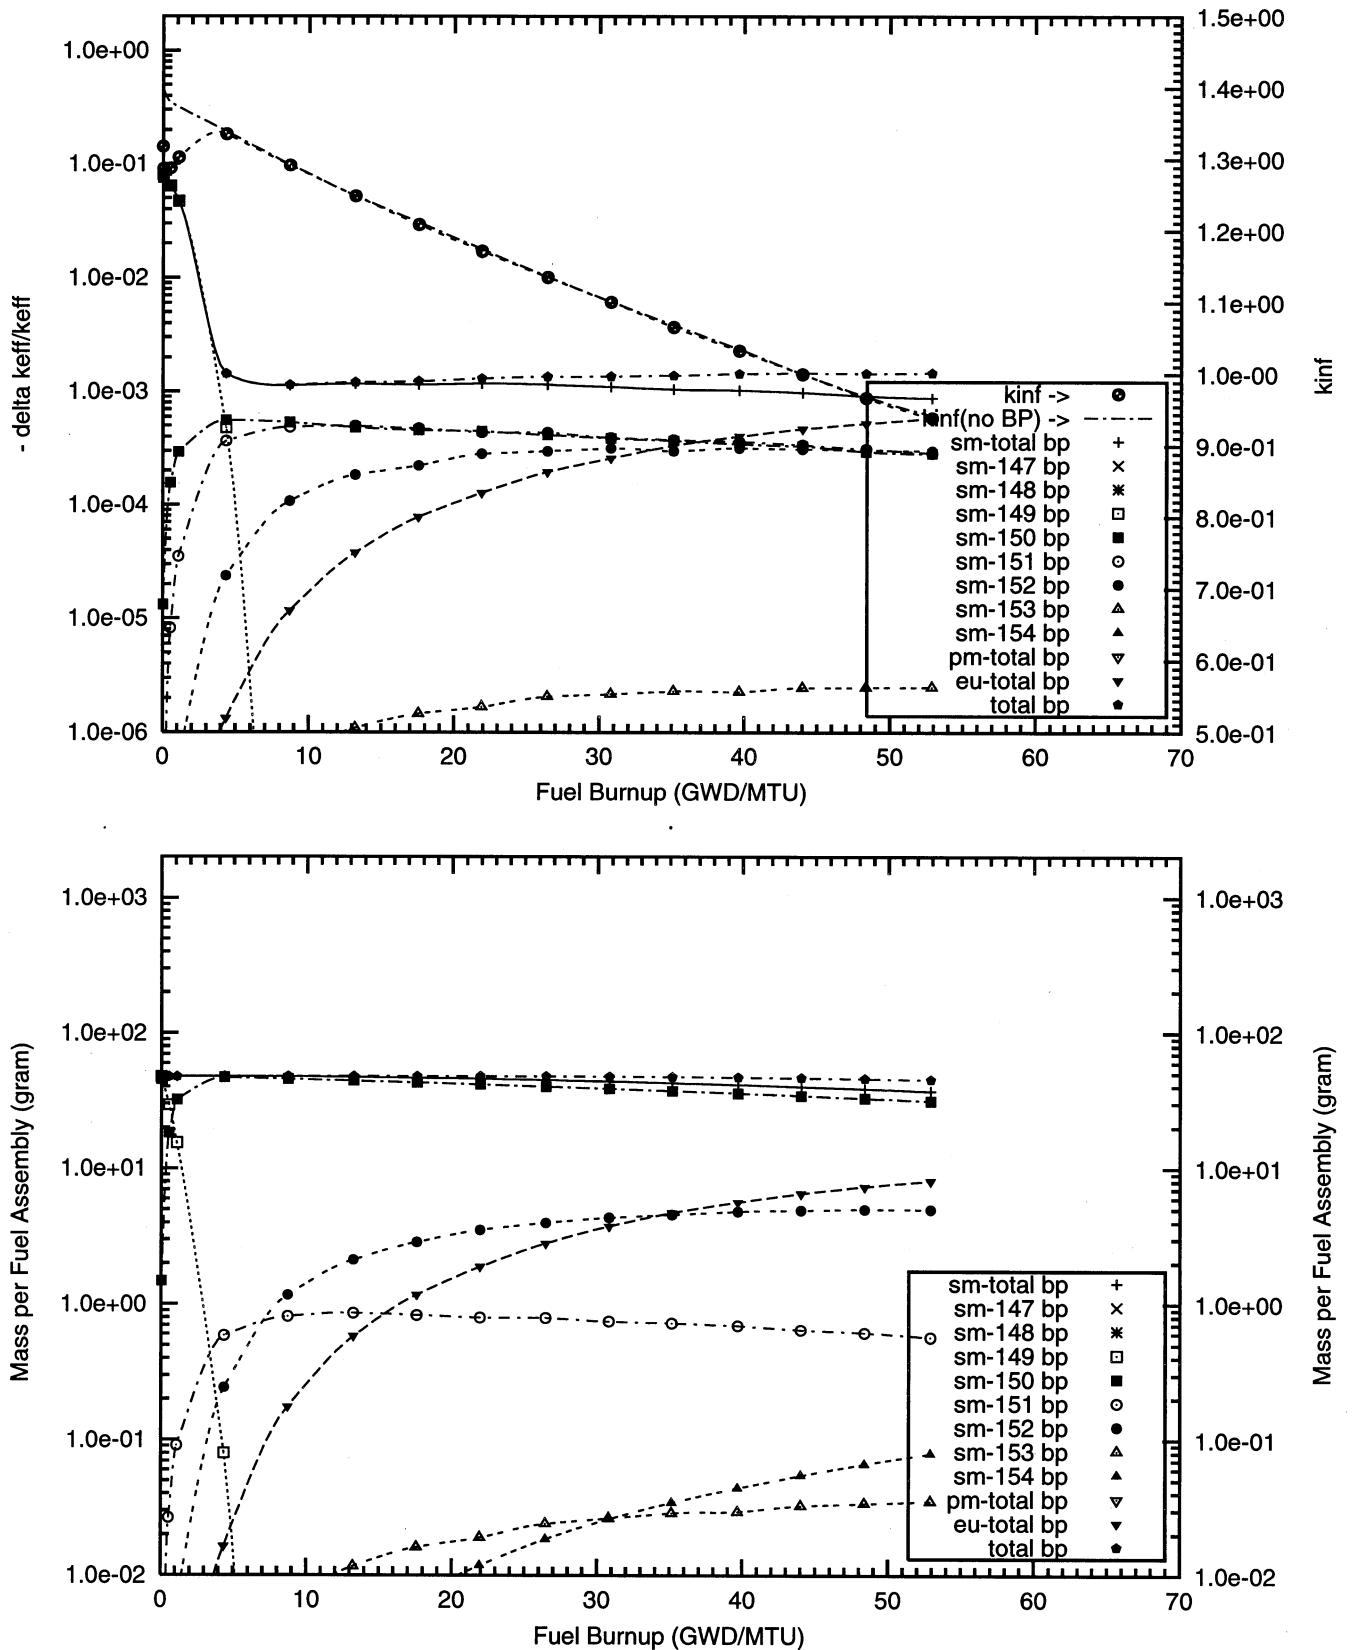 1.0e+00
1.0e-01
1.0e-02
1.0e-03
1.0e-04
1.0e-05
1.0e-06
- delta keff/keff
1.5e+00
1.4e+00
1.3e+00
1.2e+00
1.1e+00
1.0e-00
9.0e-01
8.0e-01
7.0e-01
6.0e-01
5.0e-01
kinf
kinf ->
kinf(no BP) ->
sm-total bp
sm-147 bp
sm-148 bp
sm-149 bp
sm-150 bp
sm-151 bp
sm-152 bp
sm-153 bp
sm-154 bp
pm-total bp
eu-total bp
total bp
0 10 20 30 40 50 60 70
Fuel Burnup (GWD/MTU)
1.0e+03
1.0e+02
1.0e+01
1.0e+00
1.0e-01
1.0e-02
Mass per Fuel Assembly (gram)
1.0e+03
1.0e+02
1.0e+01
1.0e+00
1.0e-01
1.0e-02
Mass per Fuel Assembly (gram)
sm-total bp
sm-147 bp
sm-148 bp
sm-149 bp
sm-150 bp
sm-151 bp
sm-152 bp
sm-153 bp
sm-154 bp
pm-total bp
eu-total bp
total bp
0 10 20 30 40 50 60 70
Fuel Burnup (GWD/MTU)